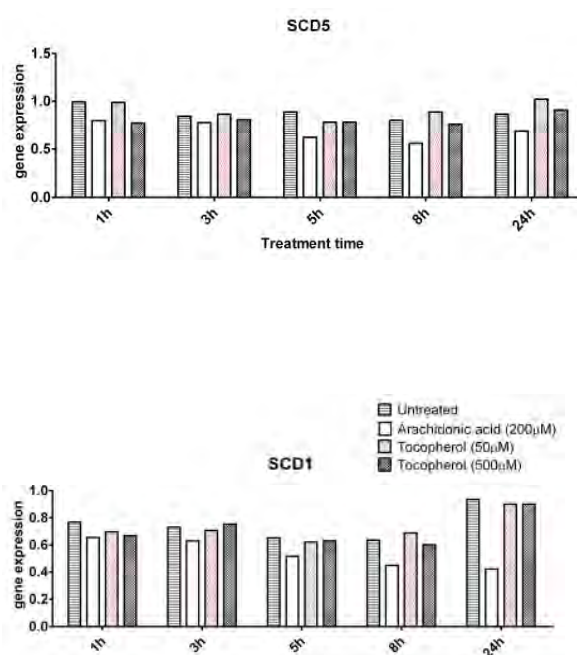 SCD5
1.5
1.0
0.5
0.0
gene expression
1h 3h 5h 8h 24h
Treatment time
Untreated
Arachidonic acid (200µM)
Tocopherol (50µM)
Tocopherol (500µM)
SCD1
1.0
0.8
0.6
0.4
0.2
0.0
gene expression
1h 3h 5h 8h 24h